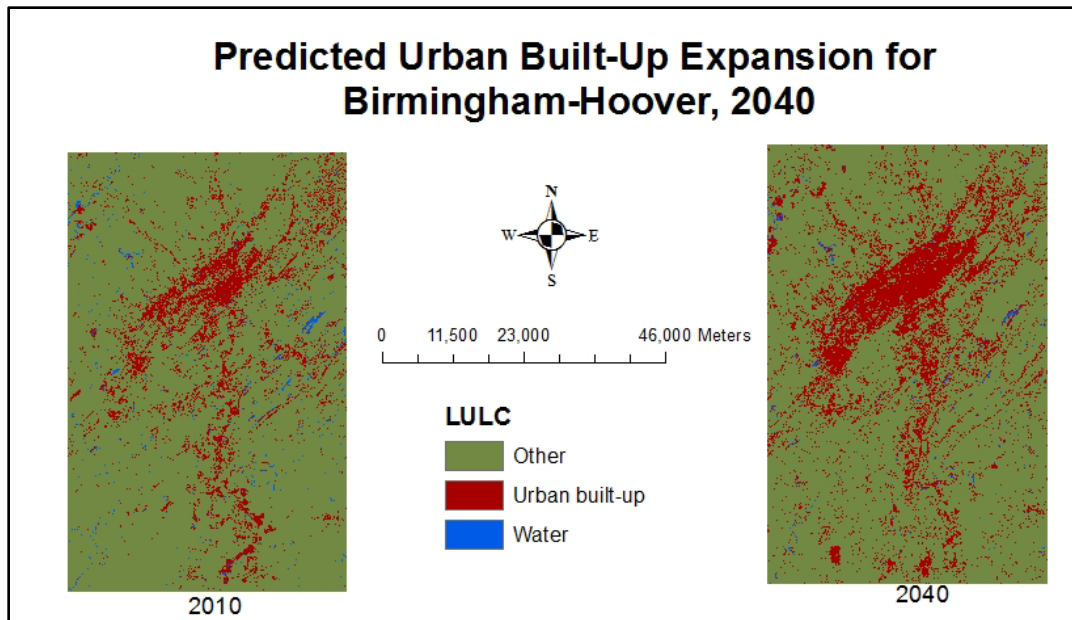 Predicted Urban Built-Up Expansion for
Birmingham-Hoover, 2040
N
W E
S
0 11,500 23,000 46,000 Meters
LULC
Other
Urban built-up
Water
2010
2040